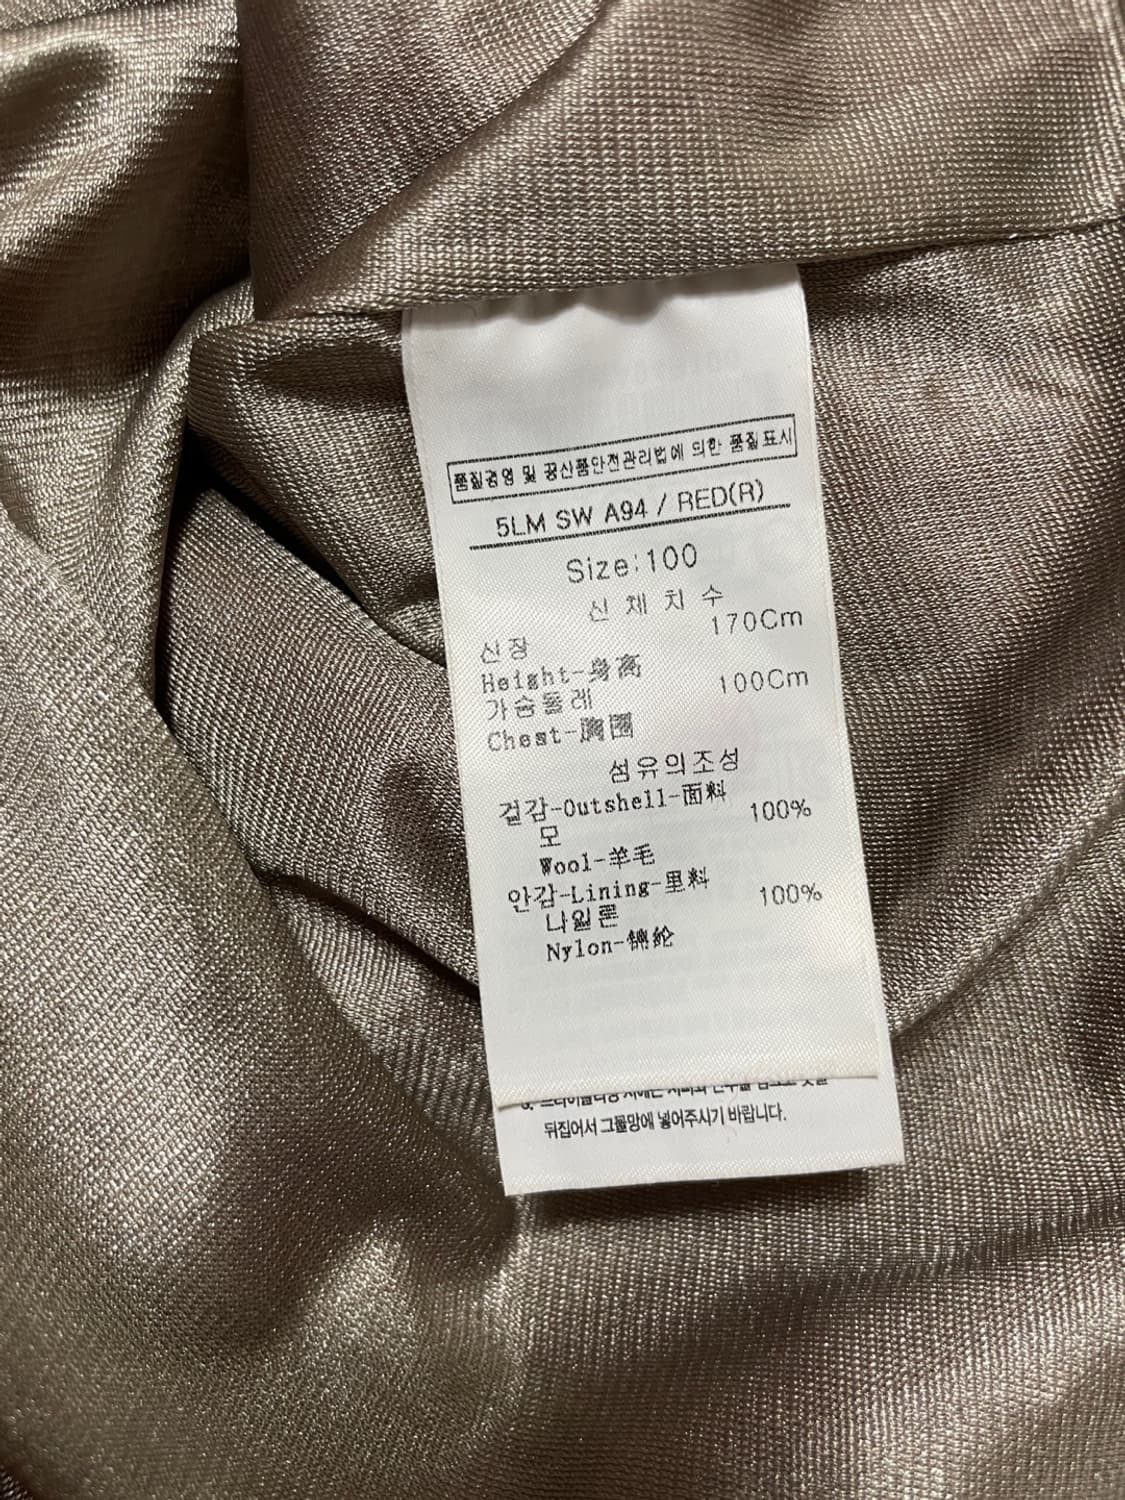 품질경영 및 공산품안전관리법에 의한 품질표시
5LM SW A94 / RED(R)
Size:100
신 체 치 수
신장 170Cm
Height-身高
가슴둘레 100Cm
Chest-胸围
섬유의조성
겉감-Outshell-面料
모 100%
Wool-羊毛
안감-Lining-里料
나일론 100%
Nylon-锦纶
뒤집어서 그물망에 넣어주시기 바랍니다.